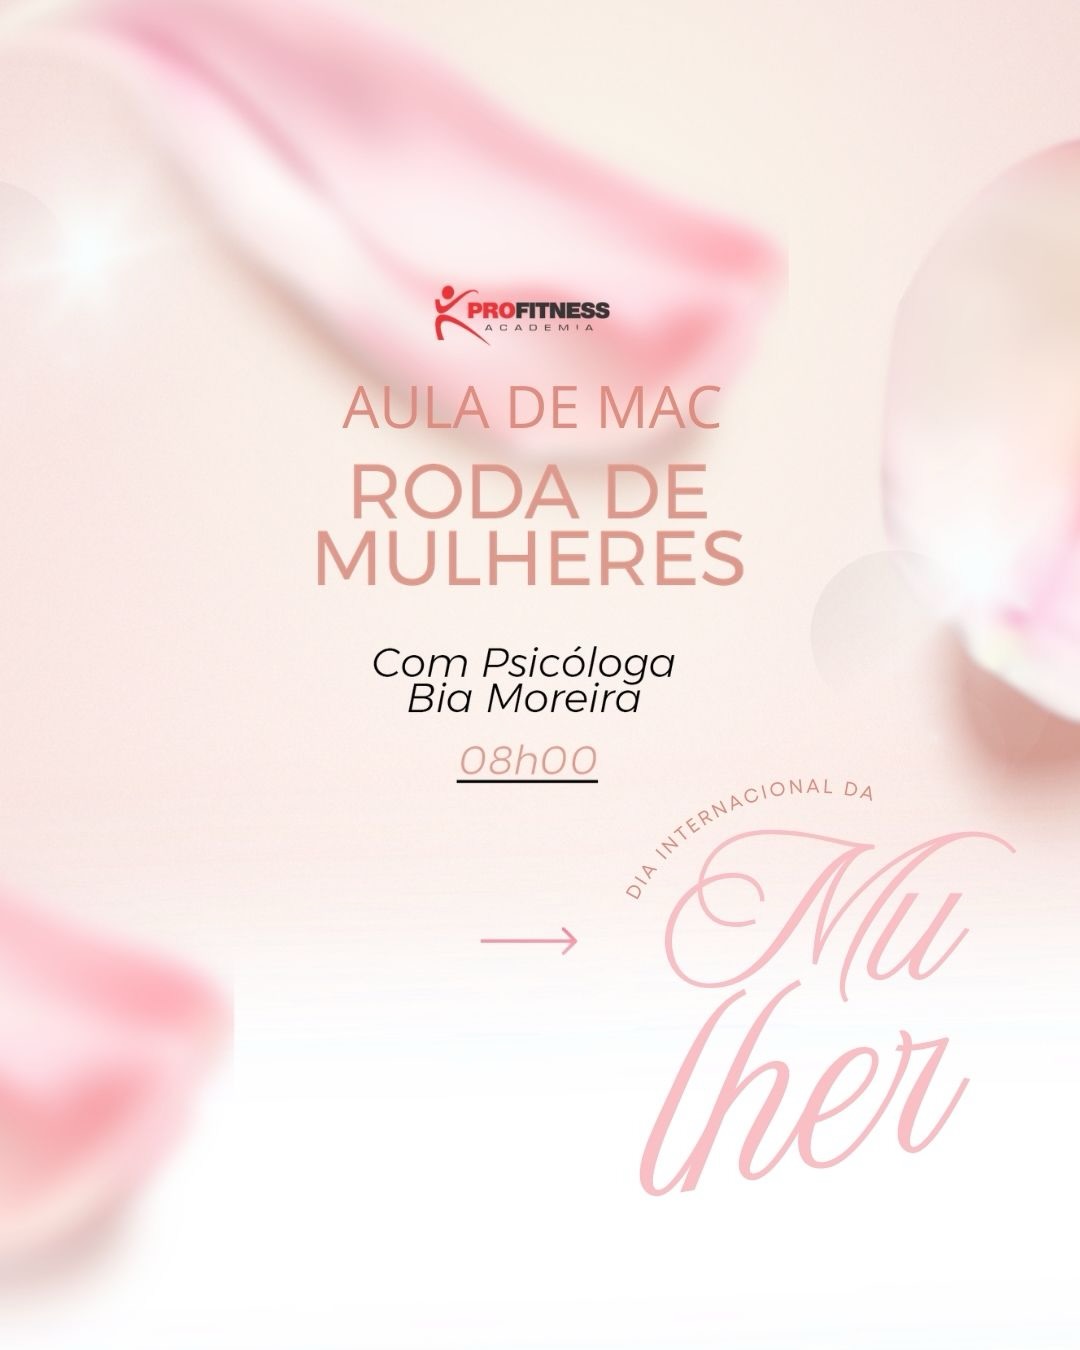 PROFITNESS
ACADEMIA
AULA DE MAC
RODA DE
MULHERES
Com Psicóloga
Bia Moreira
08h00
DIA INTERNACIONAL DA
Mu
lher